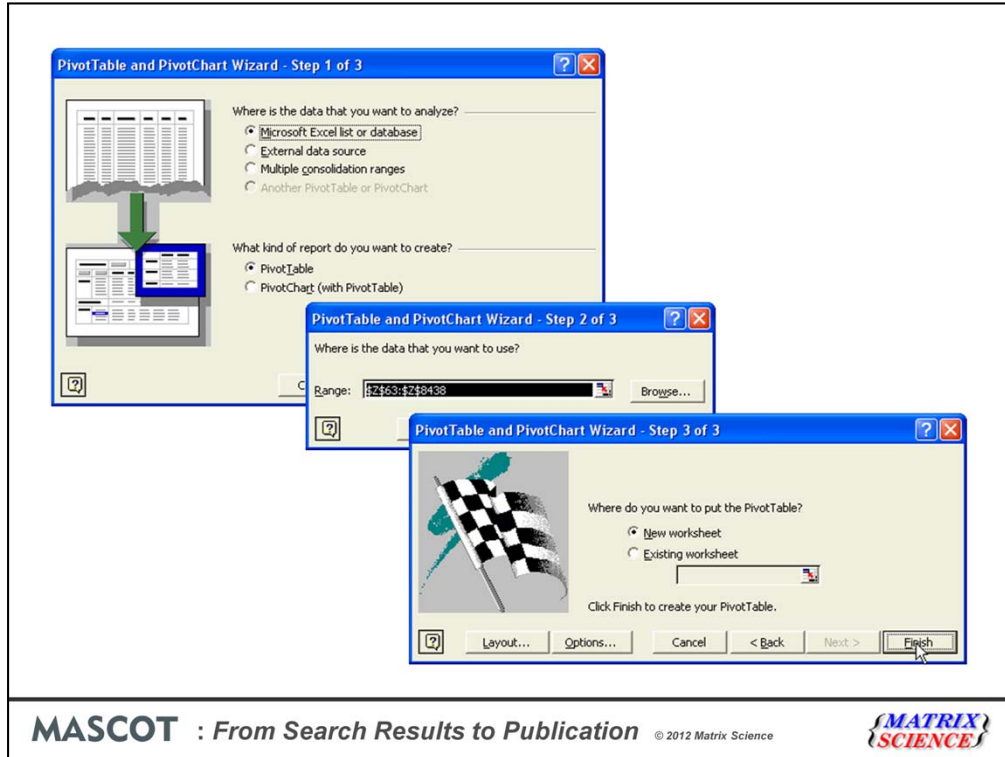 PivotTable and PivotChart Wizard - Step 1 of 3
Where is the data that you want to analyze?
Microsoft Excel list or database
External data source
Multiple consolidation ranges
Another PivotTable or PivotChart
What kind of report do you want to create?
PivotTable
PivotChart (with PivotTable)
C
PivotTable and PivotChart Wizard - Step 2 of 3
Where is the data that you want to use?
Range: $Z$63:$Z$8438 Browse...
PivotTable and PivotChart Wizard - Step 3 of 3
Where do you want to put the PivotTable?
New worksheet
Existing worksheet
Click Finish to create your PivotTable.
Layout... Options... Cancel < Back Next > Finish
MASCOT : From Search Results to Publication © 2012 Matrix Science
MATRIX
SCIENCE